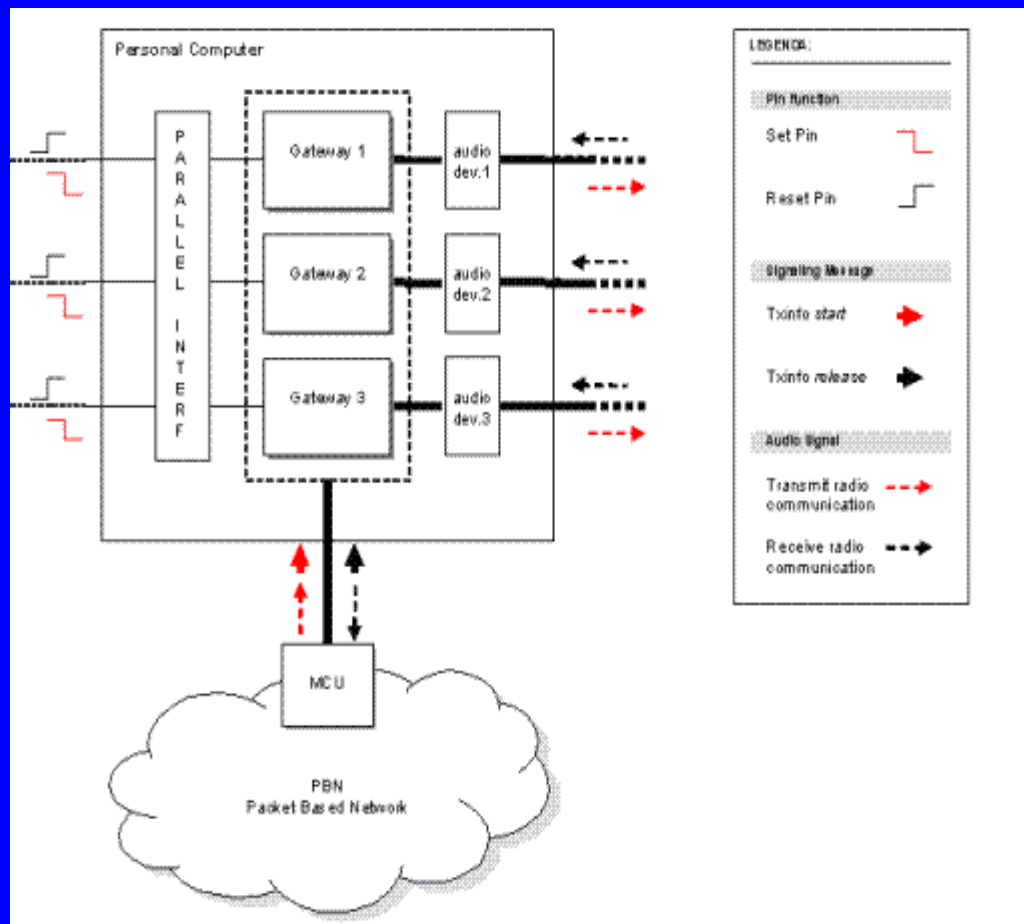 Personal Computer
PARALLEL INTERF
Gateway 1
audio
dev.1
Gateway 2
audio
dev.2
Gateway 3
audio
dev.3
MCU
PBN
Packet Based Network
LEGENDA:
Pin function
Set Pin
Reset Pin
Signaling Message
Txinfo start
Txinfo release
Audio Signal
Transmit radio
communication
Receive radio
communication